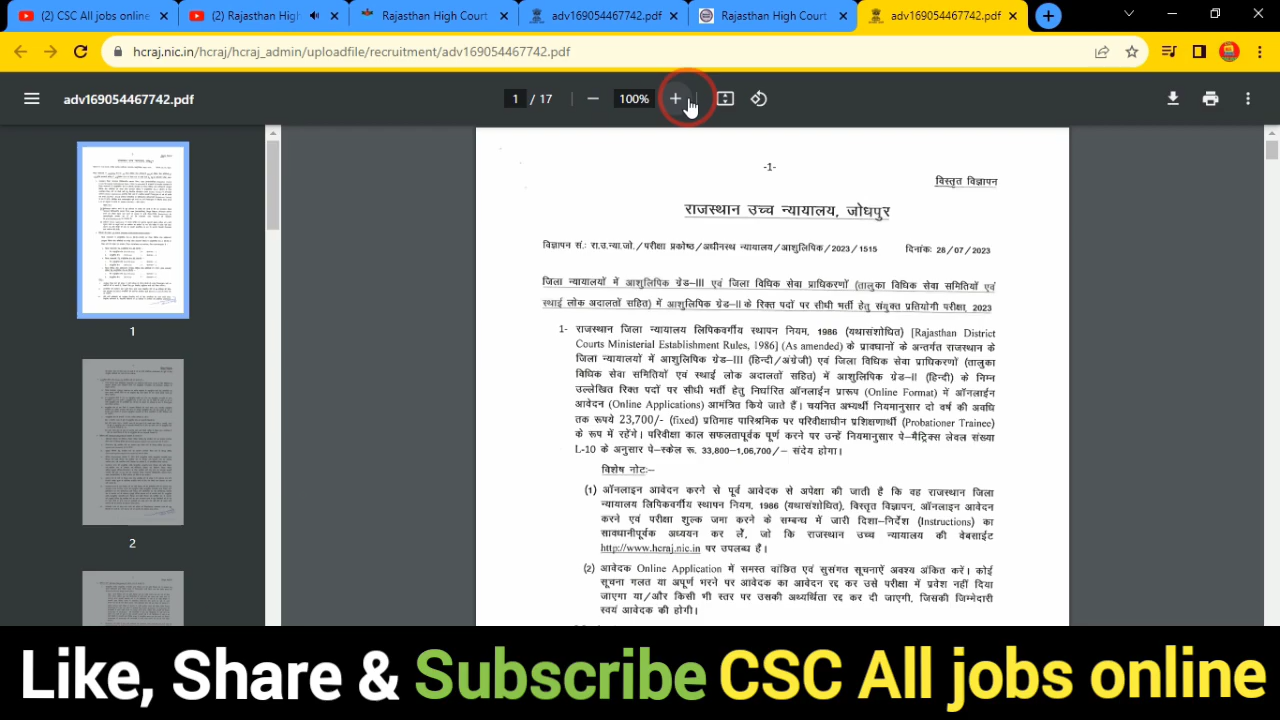 (2) CSC All jobs online
(2) Rajasthan High
Rajasthan High Court
adv169054467742.pdf
Rajasthan High Court
adv169054467742.pdf
hcraj.nic.in/hcraj/hcraj_admin/uploadfile/recruitment/adv169054467742.pdf
adv169054467742.pdf
1 / 17
100%
-1-
विस्तृत विज्ञापन
राजस्थान उच्च न्यायालय, जोधपुर
विज्ञापन सं.: रा.उ.न्या.जो./परीक्षा प्रकोष्ठ/अधीनस्थ न्यायालय/आशुलिपिक/2023/1515 दिनांक: 28/07/2023
जिला न्यायालयों में आशुलिपिक ग्रेड-III एवं जिला विधिक सेवा प्राधिकरणों (तालुका विधिक सेवा समितियों एवं
स्थाई लोक अदालतों सहित) में आशुलिपिक ग्रेड-II के रिक्त पदों पर सीधी भर्ती हेतु संयुक्त प्रतियोगी परीक्षा, 2023
1- राजस्थान जिला न्यायालय लिपिकवर्गीय स्थापन नियम, 1986 (यथासंशोधित) [Rajasthan District
Courts Ministerial Establishment Rules, 1986] (As amended) के प्रावधानों के अन्तर्गत राजस्थान के
जिला न्यायालयों में आशुलिपिक ग्रेड-III (हिन्दी/अंग्रेजी) एवं जिला विधिक सेवा प्राधिकरणों (तालुका
विधिक सेवा समितियों एवं स्थाई लोक अदालतों सहित) में आशुलिपिक ग्रेड-II (हिन्दी) के निम्न
उल्लेखित रिक्त पदों पर सीधी भर्ती हेतु निर्धारित ऑनलाईन प्रारूप (Online Format) में ऑनलाईन
आवेदन (Online Applications) आमंत्रित किये जाते हैं। चयनित अभ्यर्थी नियमानुसार दो वर्ष की अवधि
तक रूपये 23,700/- (fixed) प्रतिमाह पारिश्रमिक पर परिवीक्षाधीन प्रशिक्षणार्थी (Probationer Trainee)
के रूप में रहेंगे। परिवीक्षा काल सफलतापूर्वक पूर्ण करने पर उन्हें नियमानुसार पे-मैट्रिक्स लेवल संख्या
L-10 के अनुसार पे-स्केल रू. 33,800-1,06,700/- संदेय होगा।
विशेष नोट:-
(1) ऑनलाइन आवेदन करने से पूर्व आवेदक से अपेक्षा की जाती है कि वह राजस्थान जिला
न्यायालय लिपिकवर्गीय स्थापन नियम, 1986 (यथासंशोधित), विस्तृत विज्ञापन, ऑनलाईन आवेदन
करने एवं परीक्षा शुल्क जमा करने के सम्बन्ध में जारी दिशा-निर्देश (Instructions) का
सावधानीपूर्वक अध्ययन कर लें, जो कि राजस्थान उच्च न्यायालय की वेबसाईट
http://www.hcraj.nic.in पर उपलब्ध है।
(2) आवेदक Online Application में समस्त वांछित एवं सुसंगत सूचनाएँ अवश्य अंकित करें। कोई
सूचना गलत या अपूर्ण भरने पर आवेदक का आवेदन रद्द कर उसे परीक्षा में प्रवेश नहीं दिया
जाएगा या/और किसी भी स्तर पर उसकी अभ्यर्थिता रद्द कर दी जाएगी, जिसकी जिम्मेदारी
स्वयं आवेदक की होगी।
1
2
Like, Share & Subscribe CSC All jobs online